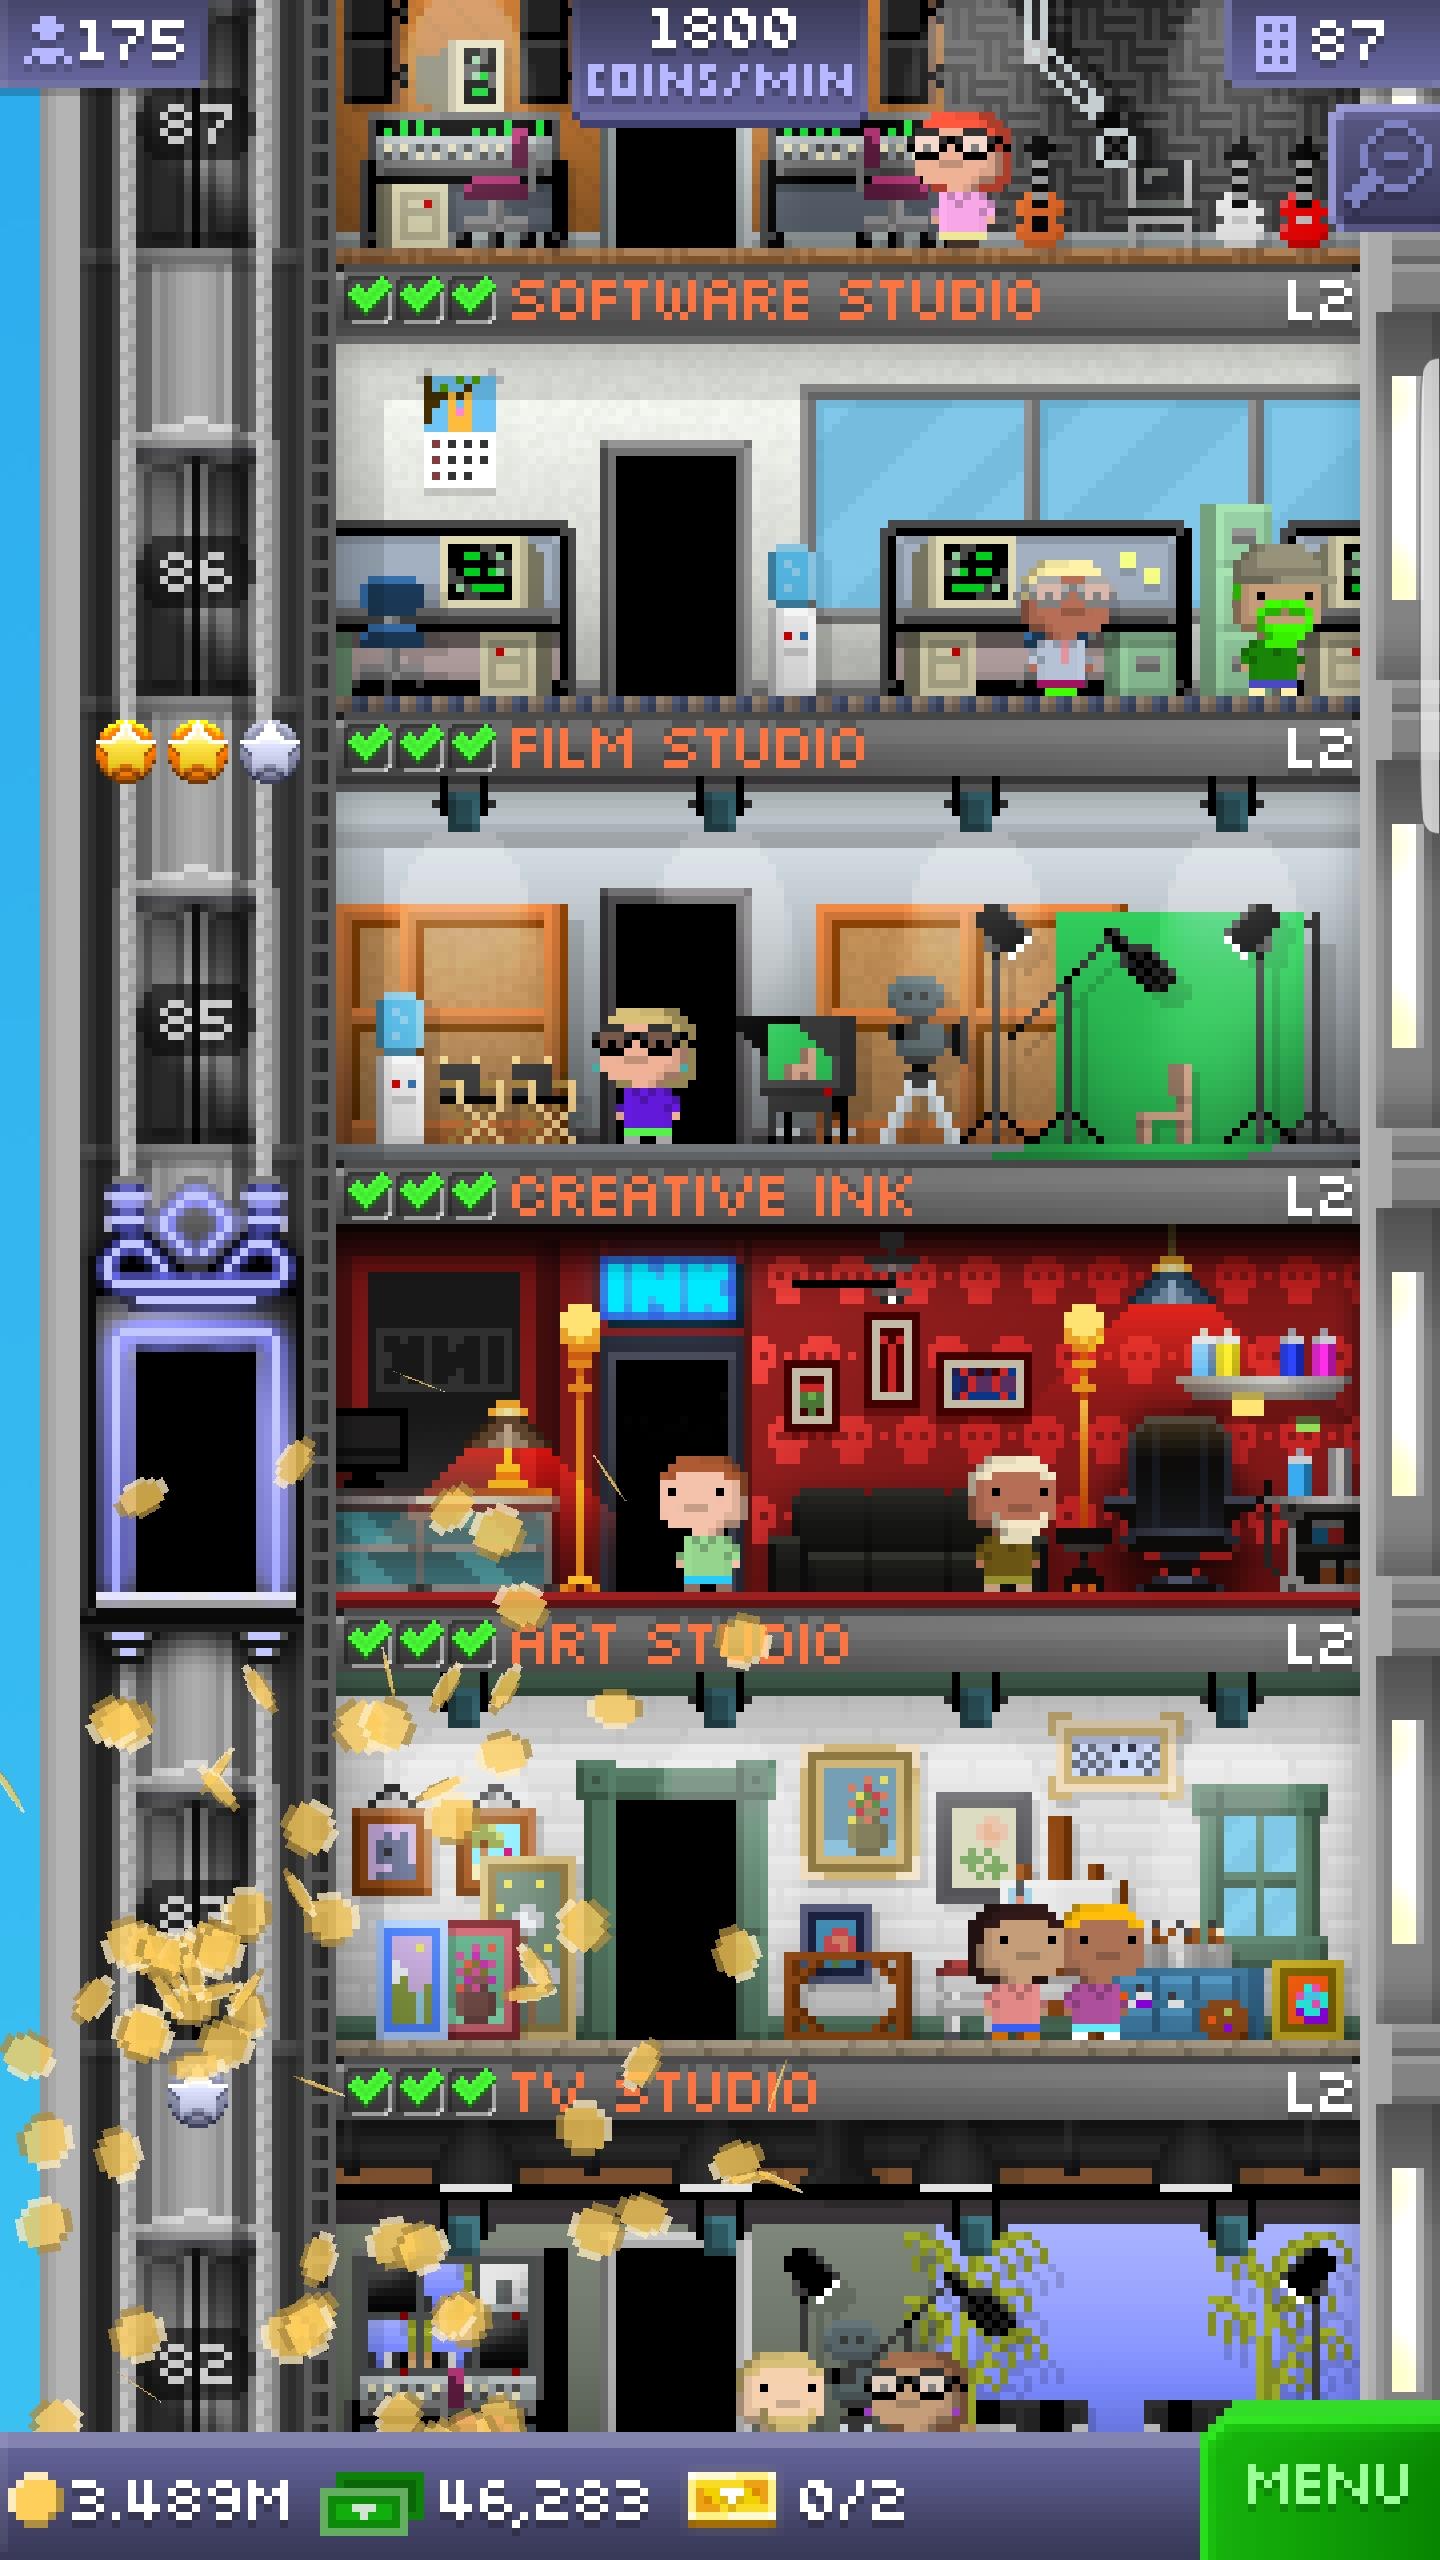 175
1800
COINS/MIN
87
87
SOFTWARE STUDIO L2
86
FILM STUDIO L2
85
CREATIVE INK L2
INK
ART STUDIO L2
TV STUDIO L2
82
3.489M 46,283 0/2 MENU